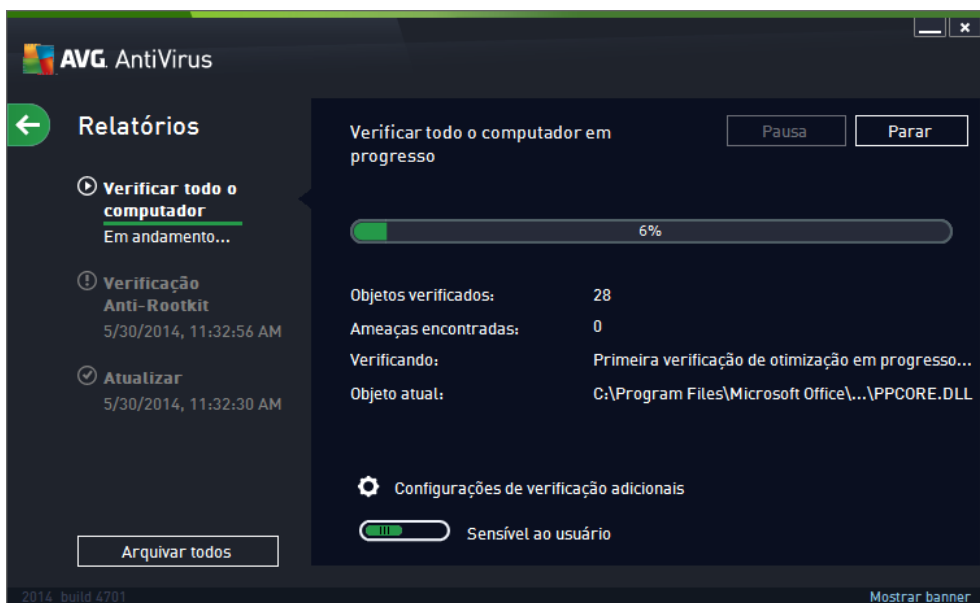 AVG. AntiVirus
Relatórios
Verificar todo o
computador
Em andamento...
Verificação
Anti-Rootkit
5/30/2014, 11:32:56 AM
Atualizar
5/30/2014, 11:32:30 AM
Arquivar todos
Verificar todo o computador em
progresso
Pausa
Parar
6%
Objetos verificados: 28
Ameaças encontradas: 0
Verificando: Primeira verificação de otimização em progresso...
Objeto atual: C:\Program Files\Microsoft Office\...\PPCORE.DLL
Configurações de verificação adicionais
Sensível ao usuário
2014 build 4701
Mostrar banner